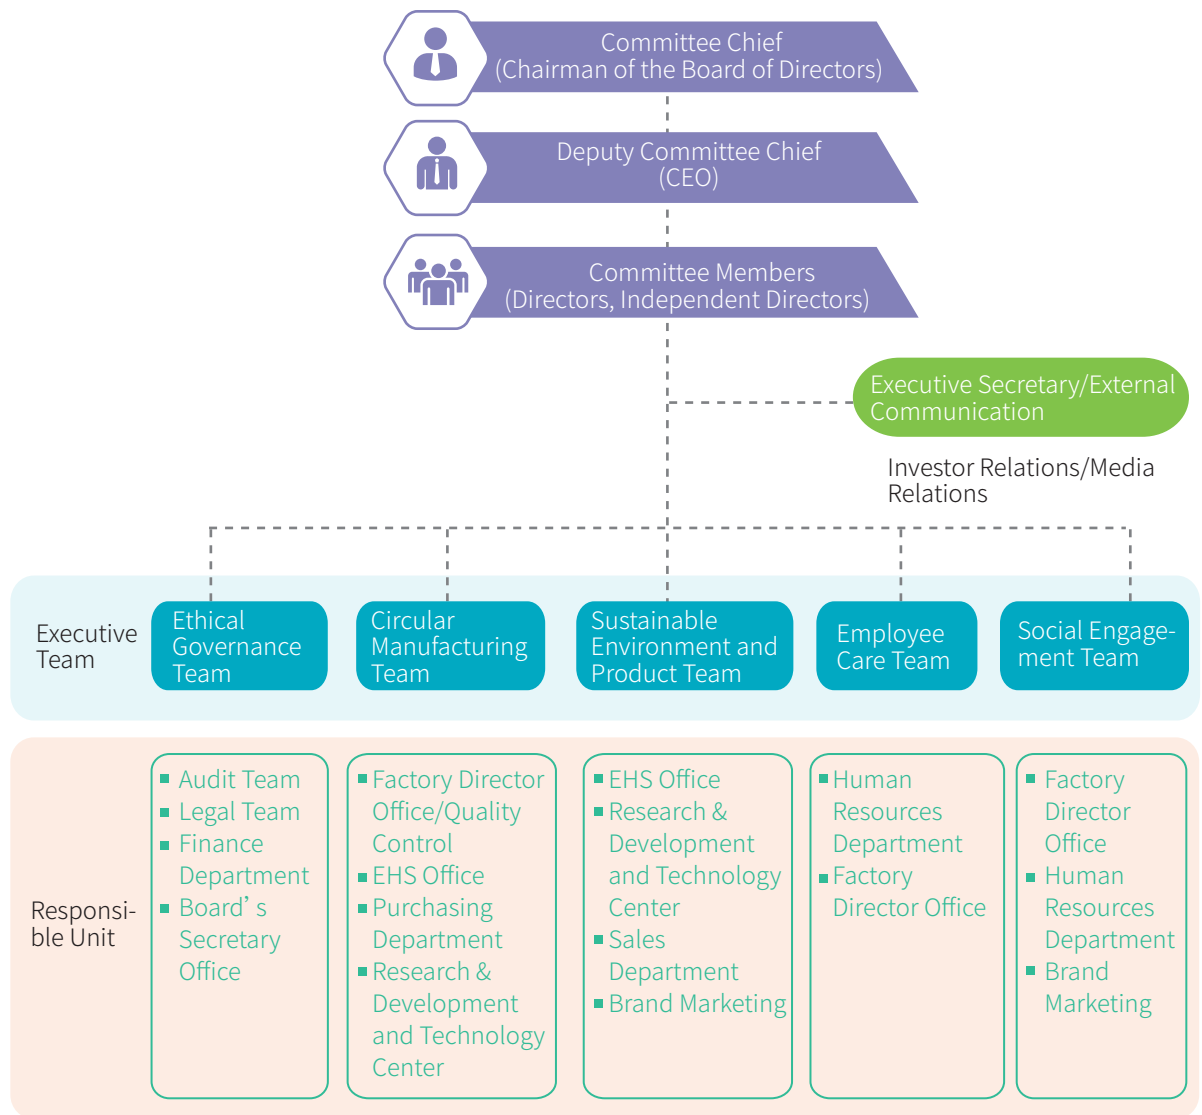 Committee Chief
(Chairman of the Board of Directors)
Deputy Committee Chief
(CEO)
Committee Members
(Directors, Independent Directors)
Executive Secretary/External
Communication
Investor Relations/Media
Relations
Executive
Team
Ethical
Governance
Team
Circular
Manufacturing
Team
Sustainable
Environment and
Product Team
Employee
Care Team
Social Engage-
ment Team
Responsi-
ble Unit
Audit Team
Legal Team
Finance
Department
Board’s
Secretary
Office
Factory Director
Office/Quality
Control
EHS Office
Purchasing
Department
Research &
Development
and Technology
Center
EHS Office
Research &
Development
and Technology
Center
Sales
Department
Brand Marketing
Human
Resources
Department
Factory
Director Office
Factory
Director
Office
Human
Resources
Department
Brand
Marketing